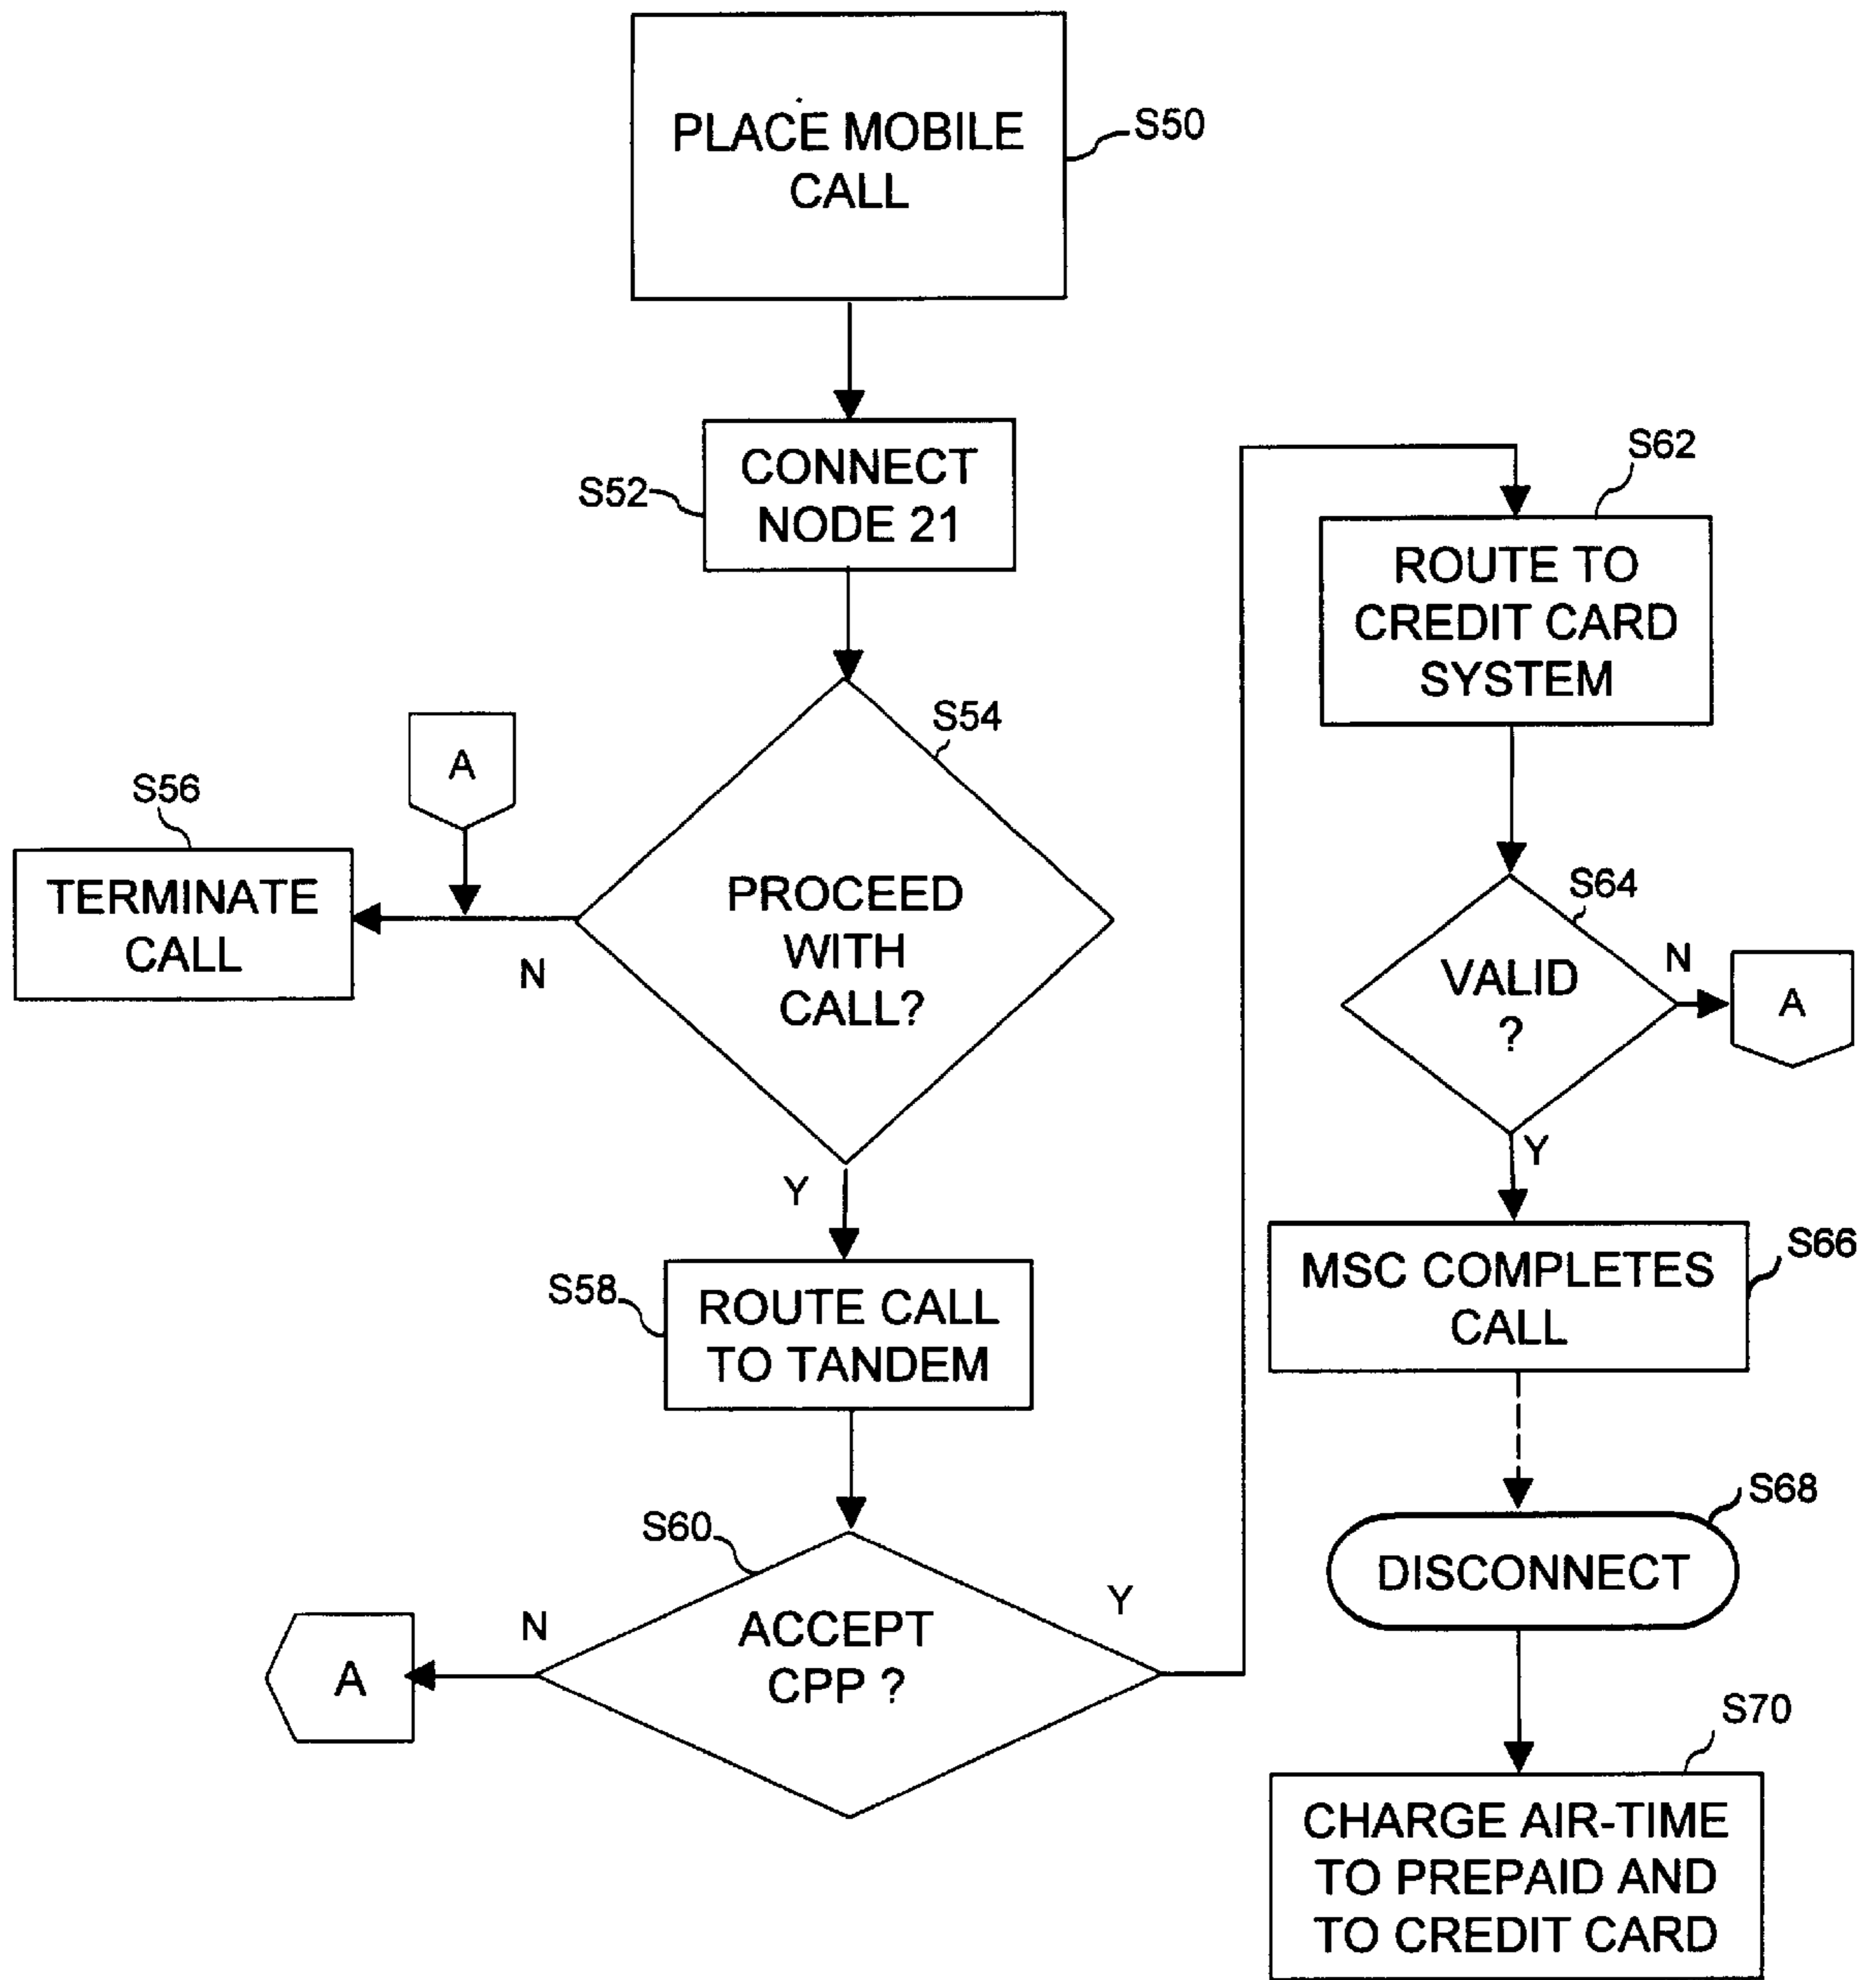 PLACE MOBILE
CALL
S50
S52
CONNECT
NODE 21
S54
A
S56
TERMINATE
CALL
PROCEED
WITH
CALL?
N
Y
S58
ROUTE CALL
TO TANDEM
S60
ACCEPT
CPP ?
N
A
Y
S62
ROUTE TO
CREDIT CARD
SYSTEM
S64
VALID
?
N
A
Y
MSC COMPLETES
CALL
S66
S68
DISCONNECT
S70
CHARGE AIR-TIME
TO PREPAID AND
TO CREDIT CARD